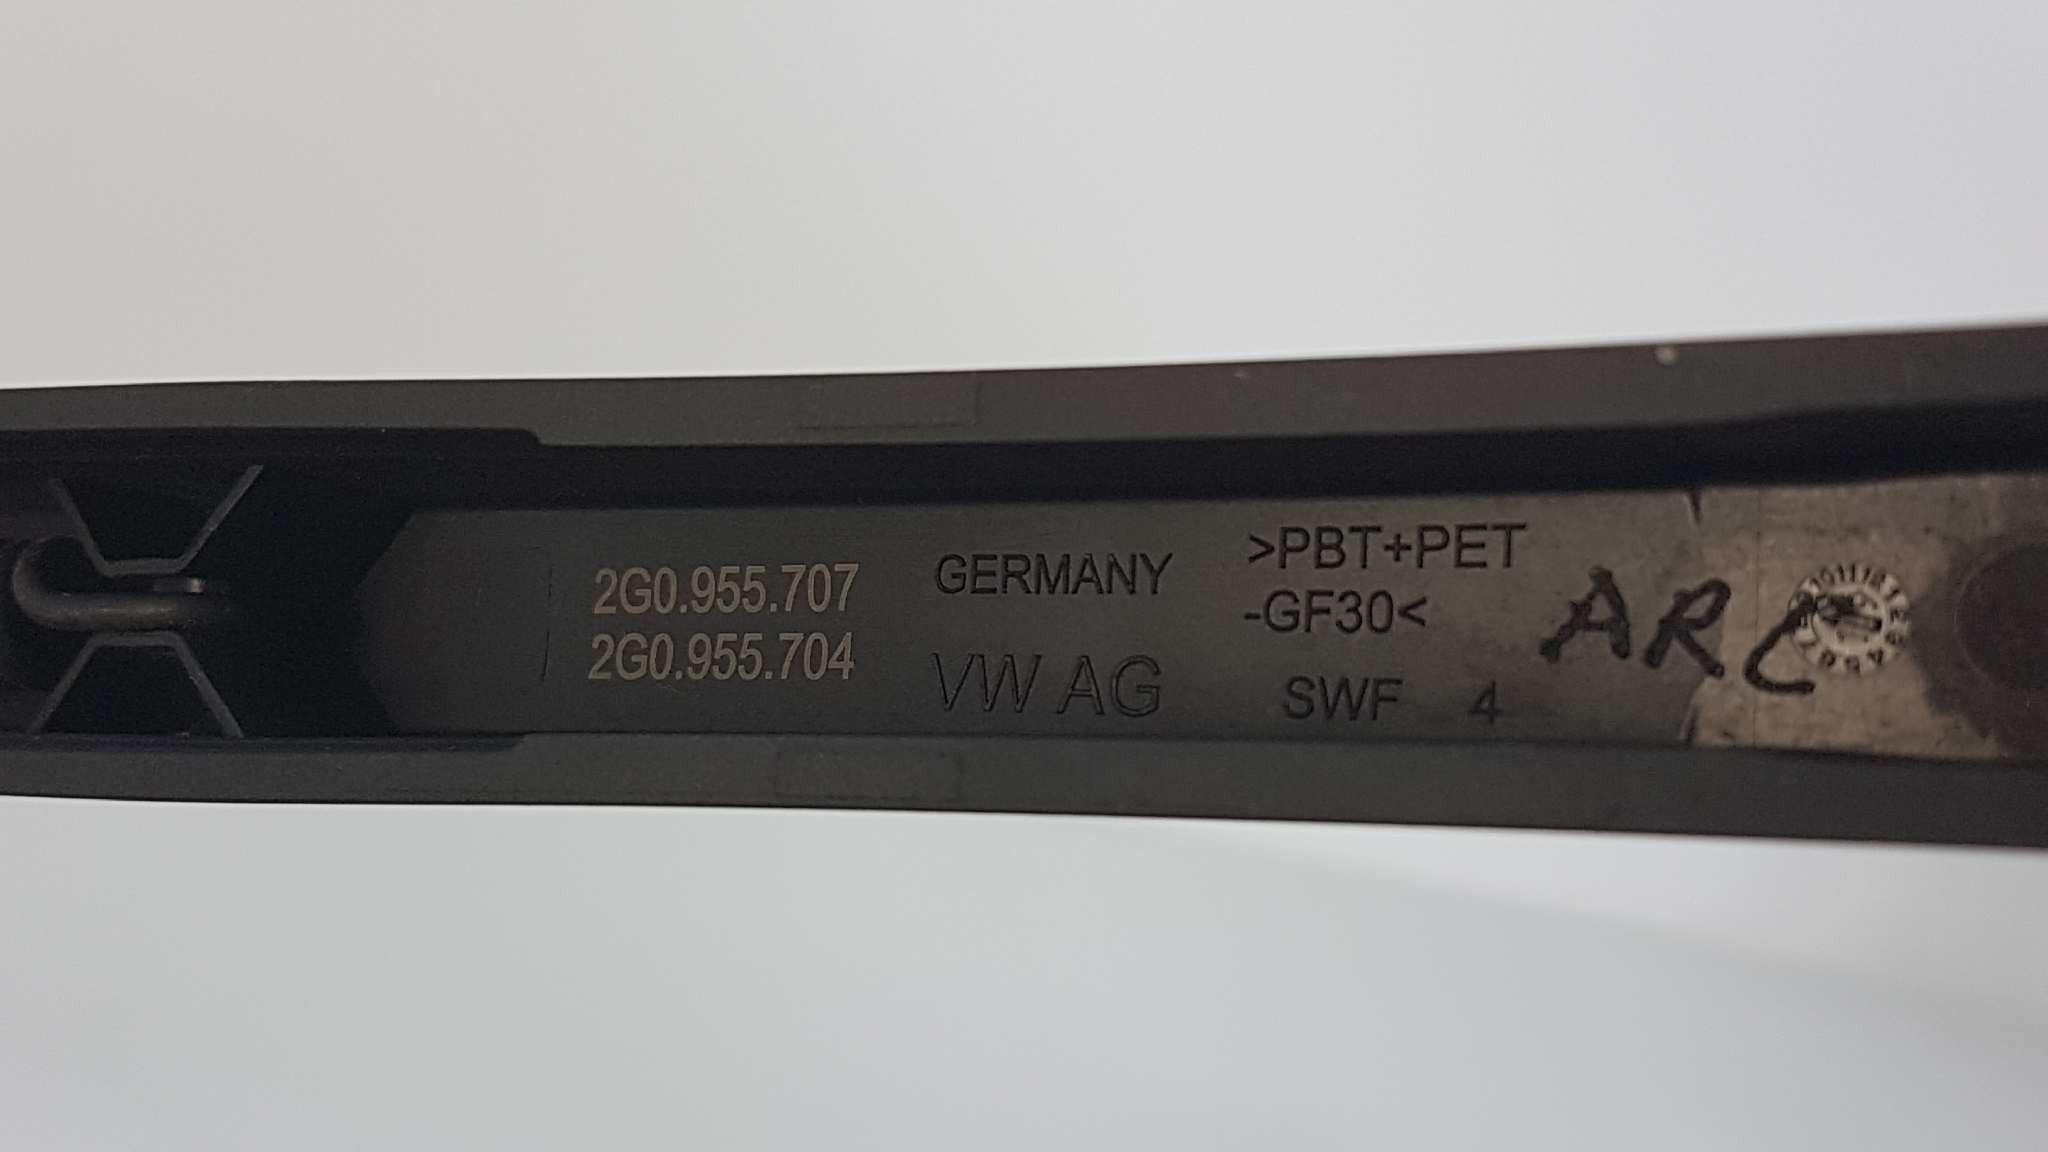 2G0.955.707
2G0.955.704
GERMANY
VW AG
>PBT+PET
-GF30<
SWF 4
ARC